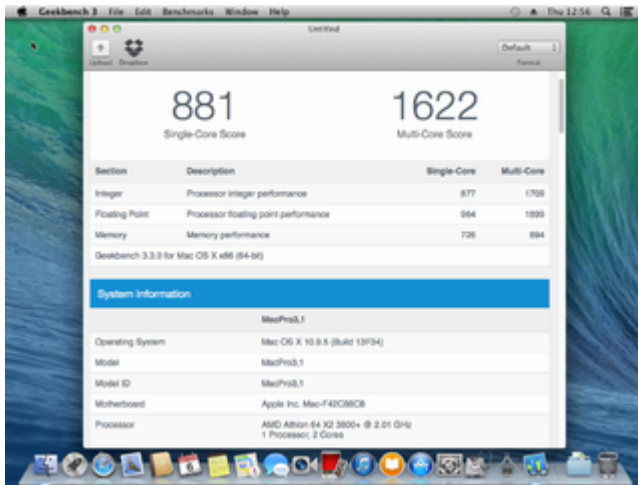 Geekbench 3 File Edit Benchmarks Window Help Thu 12:56
Untitled
Upload Dropbox Default
Format
881 1622
Single-Core Score Multi-Core Score
Section Description Single-Core Multi-Core
Integer Processor integer performance 877 1709
Floating Point Processor floating point performance 964 1899
Memory Memory performance 726 894
Geekbench 3.3.0 for Mac OS X x86 (64-bit)
System Information
MacPro3,1
Operating System Mac OS X 10.9.5 (Build 13F34)
Model MacPro3,1
Model ID MacPro3,1
Motherboard Apple Inc. Mac-F42C88C8
Processor AMD Athlon 64 X2 3800+ @ 2.01 GHz
1 Processor, 2 Cores